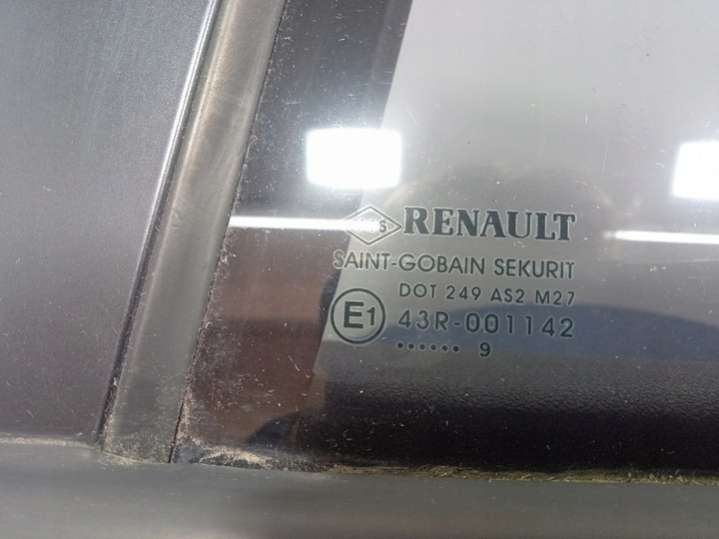 S RENAULT
SAINT-GOBAIN SEKURIT
DOT 249 AS2 M27
E1 43R-001142
•••••• 9